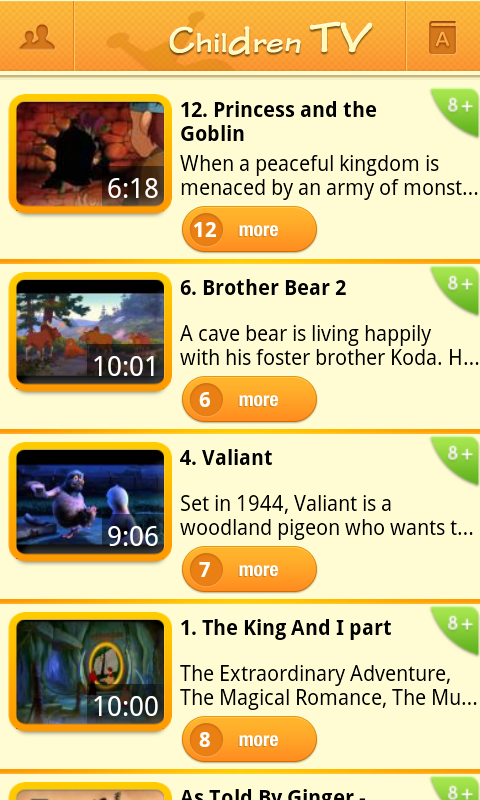 Children TV
A
12. Princess and the
Goblin
8+
When a peaceful kingdom is
menaced by an army of monst...
6:18
12 more
6. Brother Bear 2
8+
A cave bear is living happily
with his foster brother Koda. H...
10:01
6 more
4. Valiant
8+
Set in 1944, Valiant is a
woodland pigeon who wants t...
9:06
7 more
1. The King And I part
8+
The Extraordinary Adventure,
The Magical Romance, The Mu...
10:00
8 more
As Told By Ginger -
8+